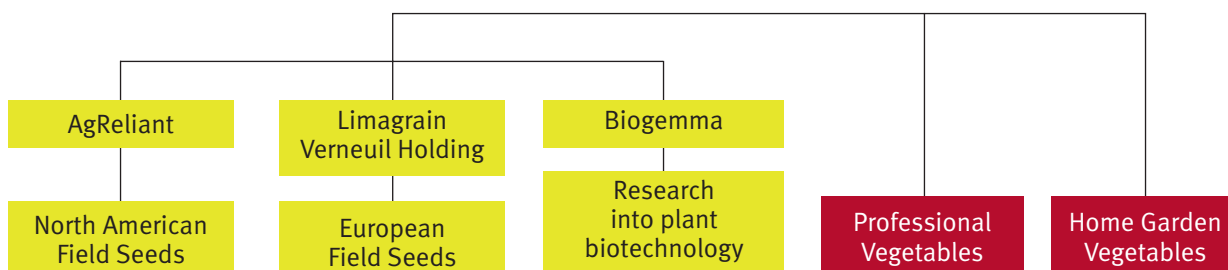 AgReliant
Limagrain
Verneuil Holding
Biogemma
North American
Field Seeds
European
Field Seeds
Research
into plant
biotechnology
Professional
Vegetables
Home Garden
Vegetables